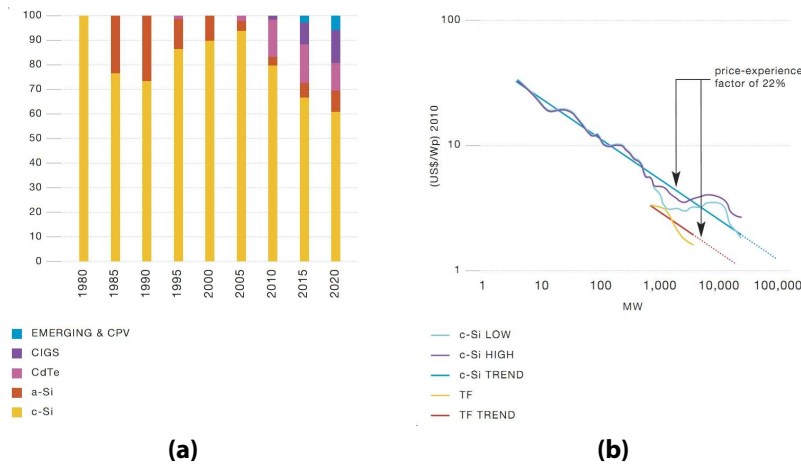 100
90
80
70
60
50
40
30
20
10
0
1980
1985
1990
1995
2000
2005
2010
2015
2020
EMERGING & CPV
CIGS
CdTe
a-Si
c-Si
(a)
100
10
1
(US$/Wp) 2010
price-experience
factor of 22%
1
10
100
1,000
10,000
100,000
MW
c-Si LOW
c-Si HIGH
c-Si TREND
TF
TF TREND
(b)